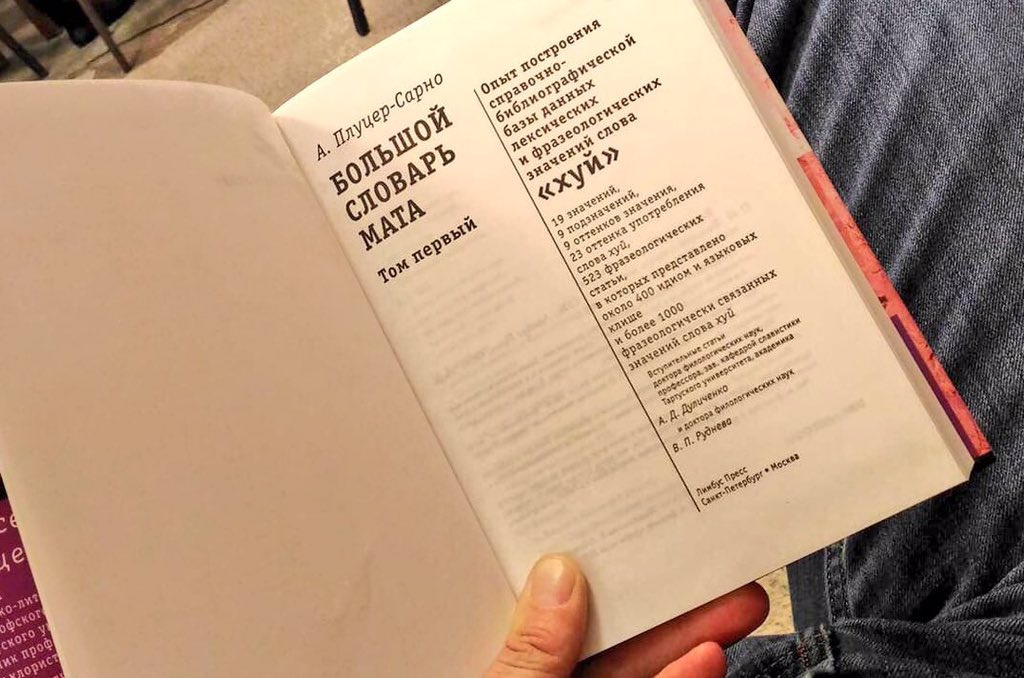 А. Плуцер-Сарно
БОЛЬШОЙ
СЛОВАРЬ
МАТА
Том первый
Опыт построения
справочно-
библиографической
базы данных
лексических
и фразеологических
значений слова
«хуй»
19 значений,
9 подзначений,
9 оттенков значения,
23 оттенка употребления
слова хуй,
523 фразеологических
статьи,
в которых представлено
около 400 идиом и языковых
клише
и более 1000
фразеологически связанных
значений слова хуй
Вступительные статьи
доктора филологических наук,
профессора, зав. кафедрой славистики
Тартуского университета, академика
А. Д. Дуличенко
и доктора филологических наук
В. П. Руднева
Лимбус Пресс
Санкт-Петербург • Москва